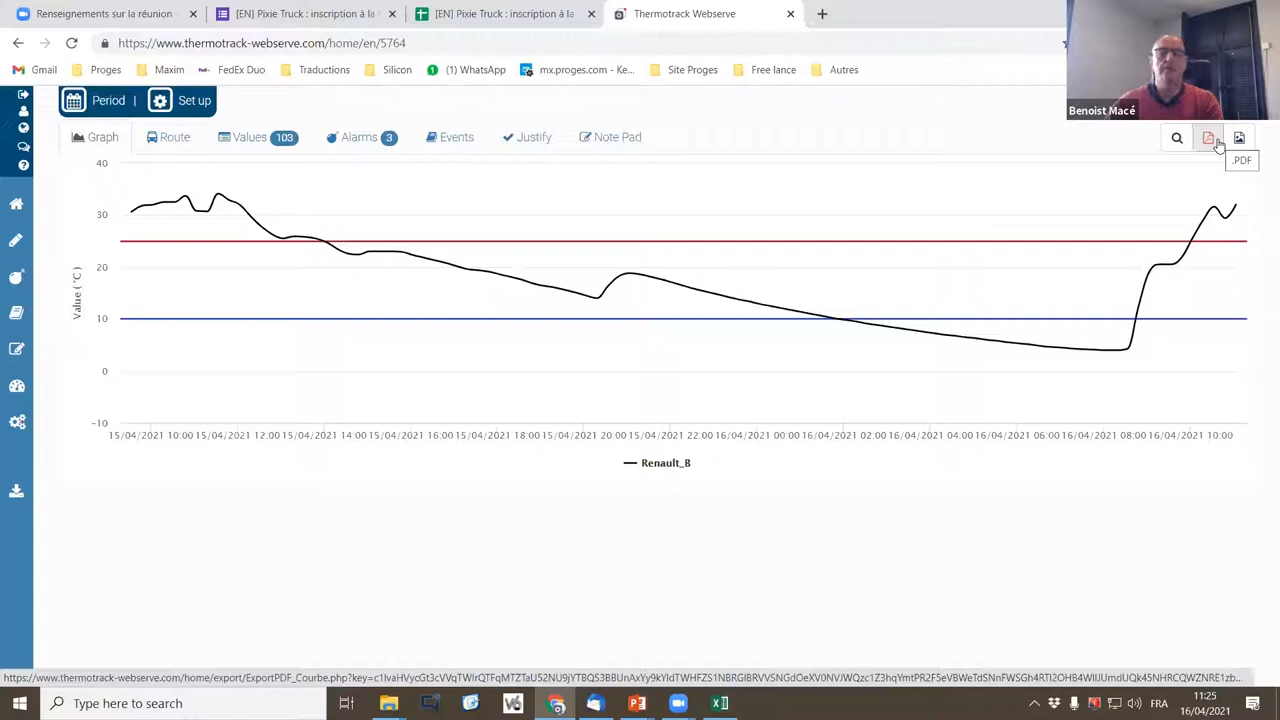 Renseignements sur la réunion -
[EN] Pixie Truck : inscription à la
[EN] Pixie Truck : inscription à la
Thermotrack Webserve
https://www.thermotrack-webserve.com/home/en/5764
Gmail
Proges
Maxim
FedEx Duo
Traductions
Silicon
(1) WhatsApp
mx.proges.com - Ke...
Site Proges
Free lance
Autres
Benoist Macé
Period |
Set up
Graph
Route
Values 103
Alarms 3
Events
Justify
Note Pad
.PDF
40
30
20
10
0
-10
Value ( °C )
15/04/2021 10:00 15/04/2021 12:00 15/04/2021 14:00 15/04/2021 16:00 15/04/2021 18:00 15/04/2021 20:00 15/04/2021 22:00 16/04/2021 00:00 16/04/2021 02:00 16/04/2021 04:00 16/04/2021 06:00 16/04/2021 08:00 16/04/2021 10:00
Renault_B
Type here to search
FRA
11:25
16/04/2021